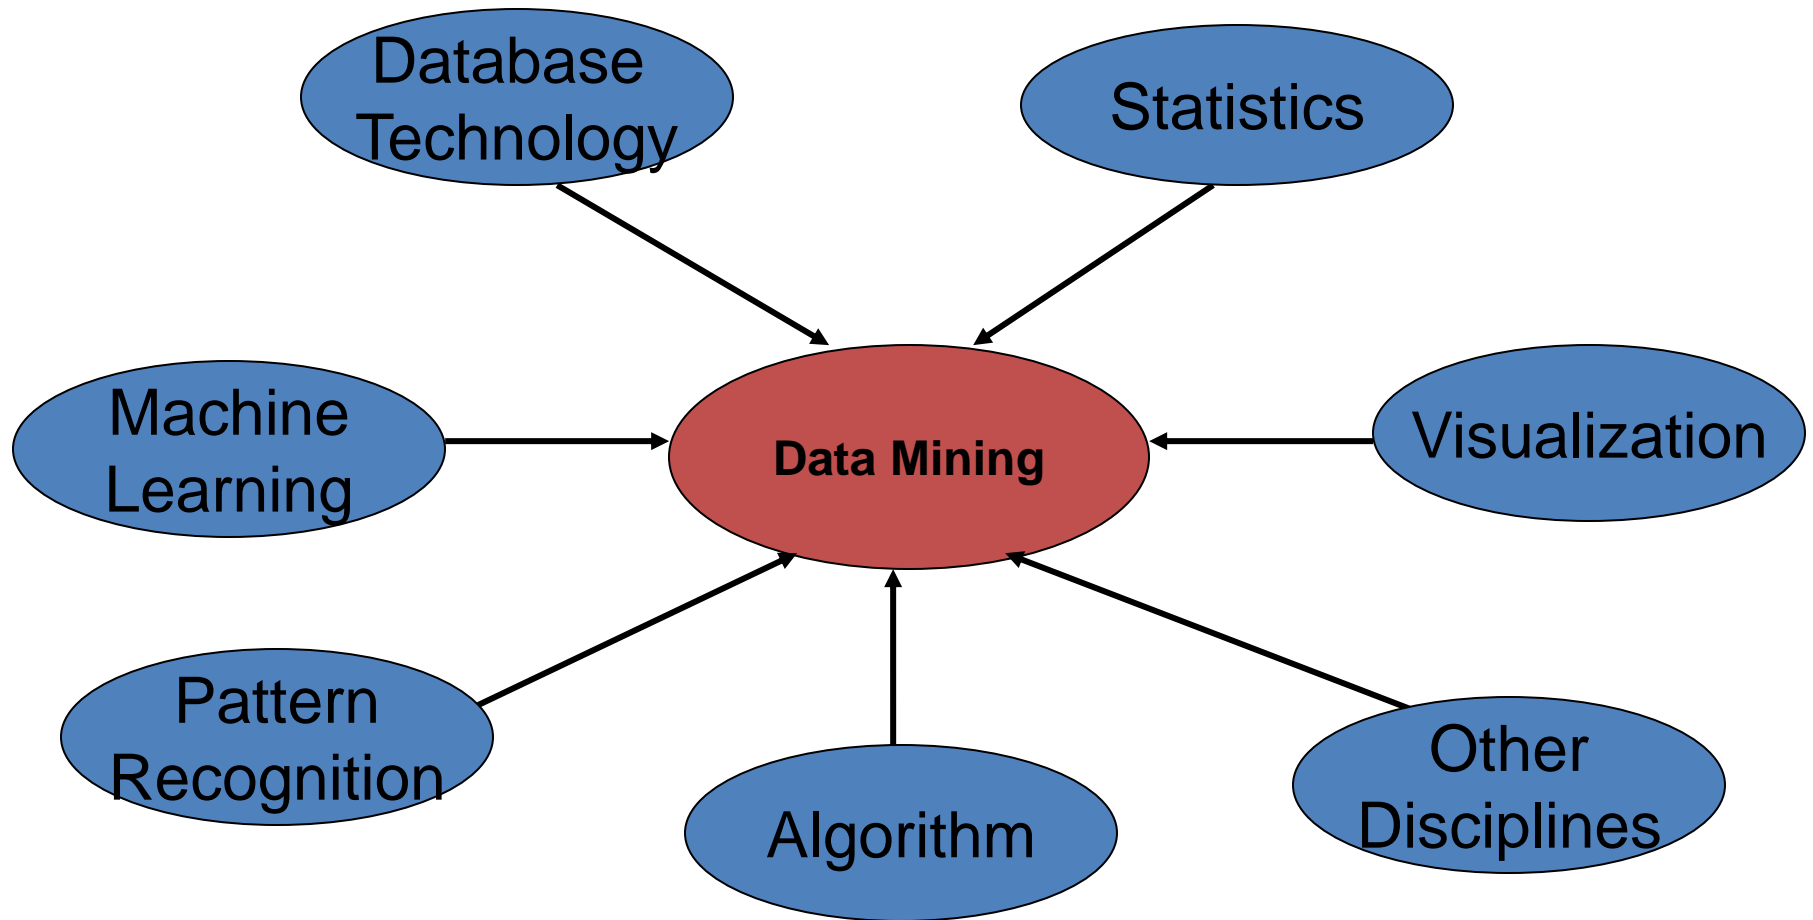 Database
Technology
Statistics
Machine
Learning
Data Mining
Visualization
Pattern
Recognition
Algorithm
Other
Disciplines